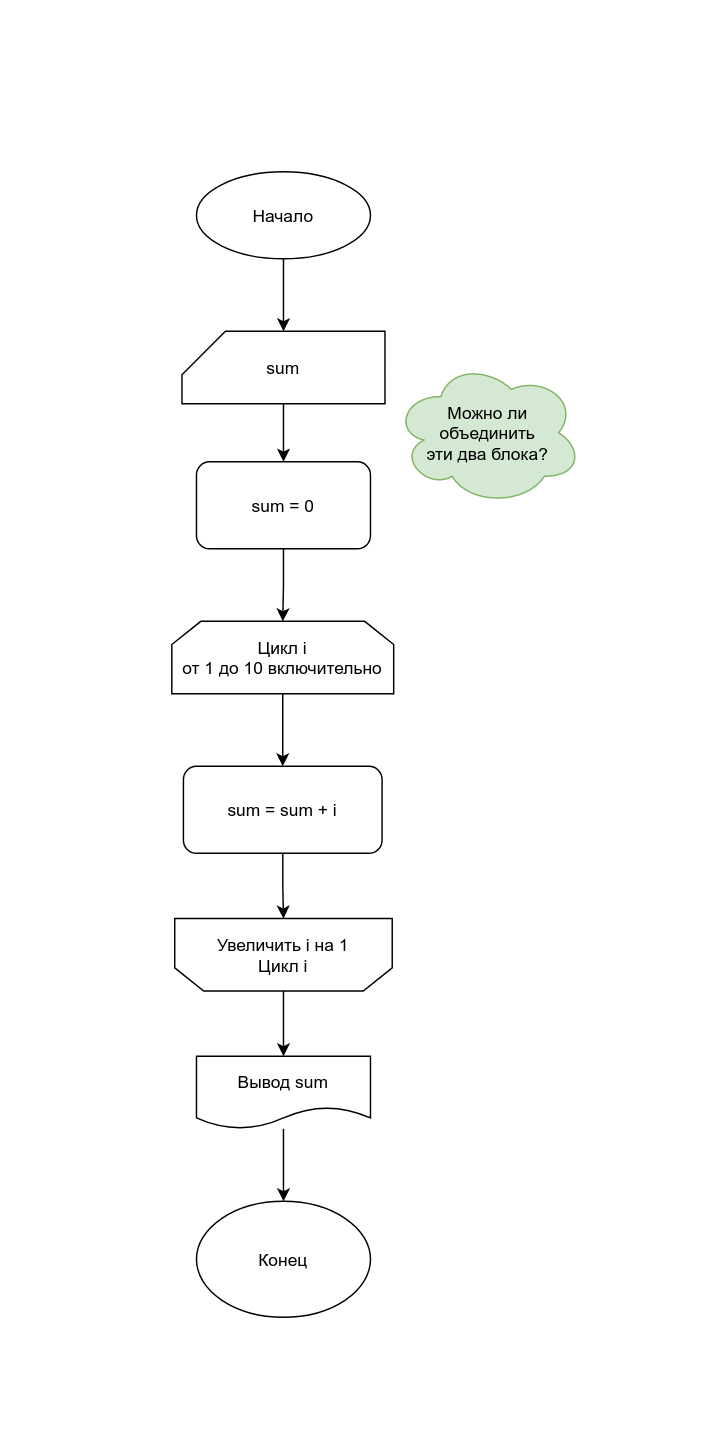 Начало
sum
Можно ли
объединить
эти два блока?
sum = 0
Цикл i
от 1 до 10 включительно
sum = sum + i
Увеличить i на 1
Цикл i
Вывод sum
Конец